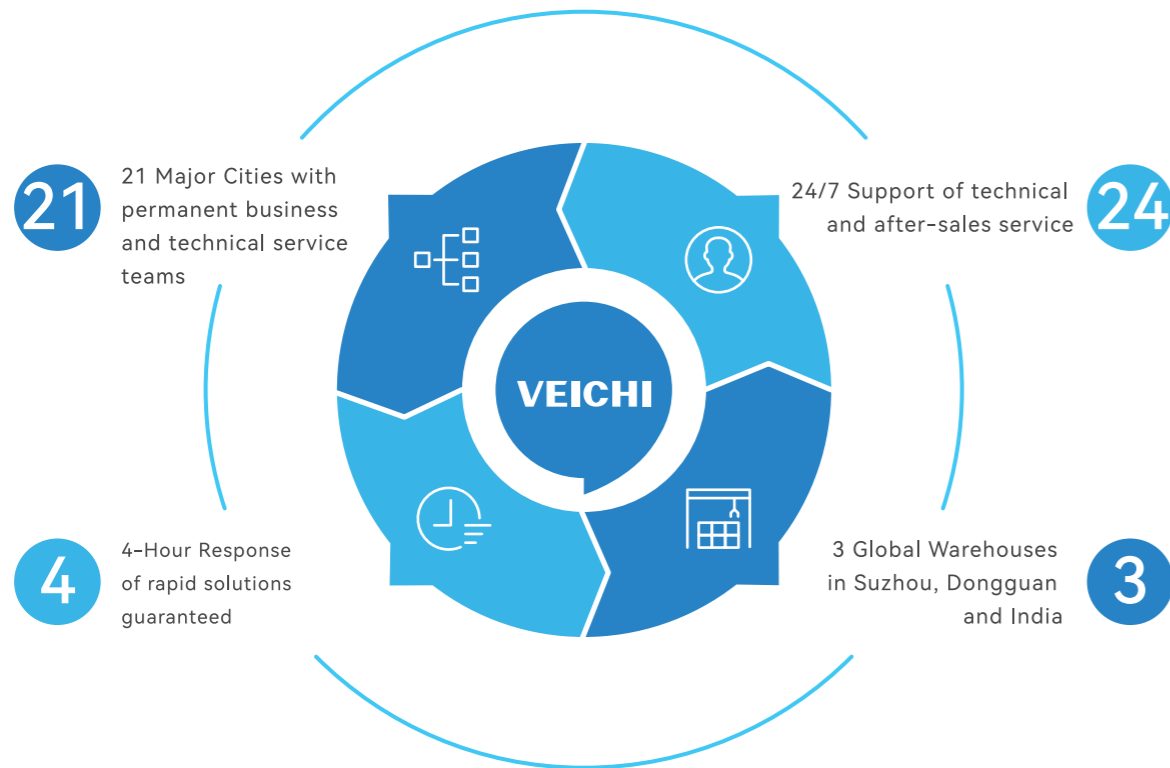 21
21 Major Cities with
permanent business
and technical service
teams
24/7 Support of technical
and after-sales service
24
VEICHI
4
4-Hour Response
of rapid solutions
guaranteed
3 Global Warehouses
in Suzhou, Dongguan
and India
3